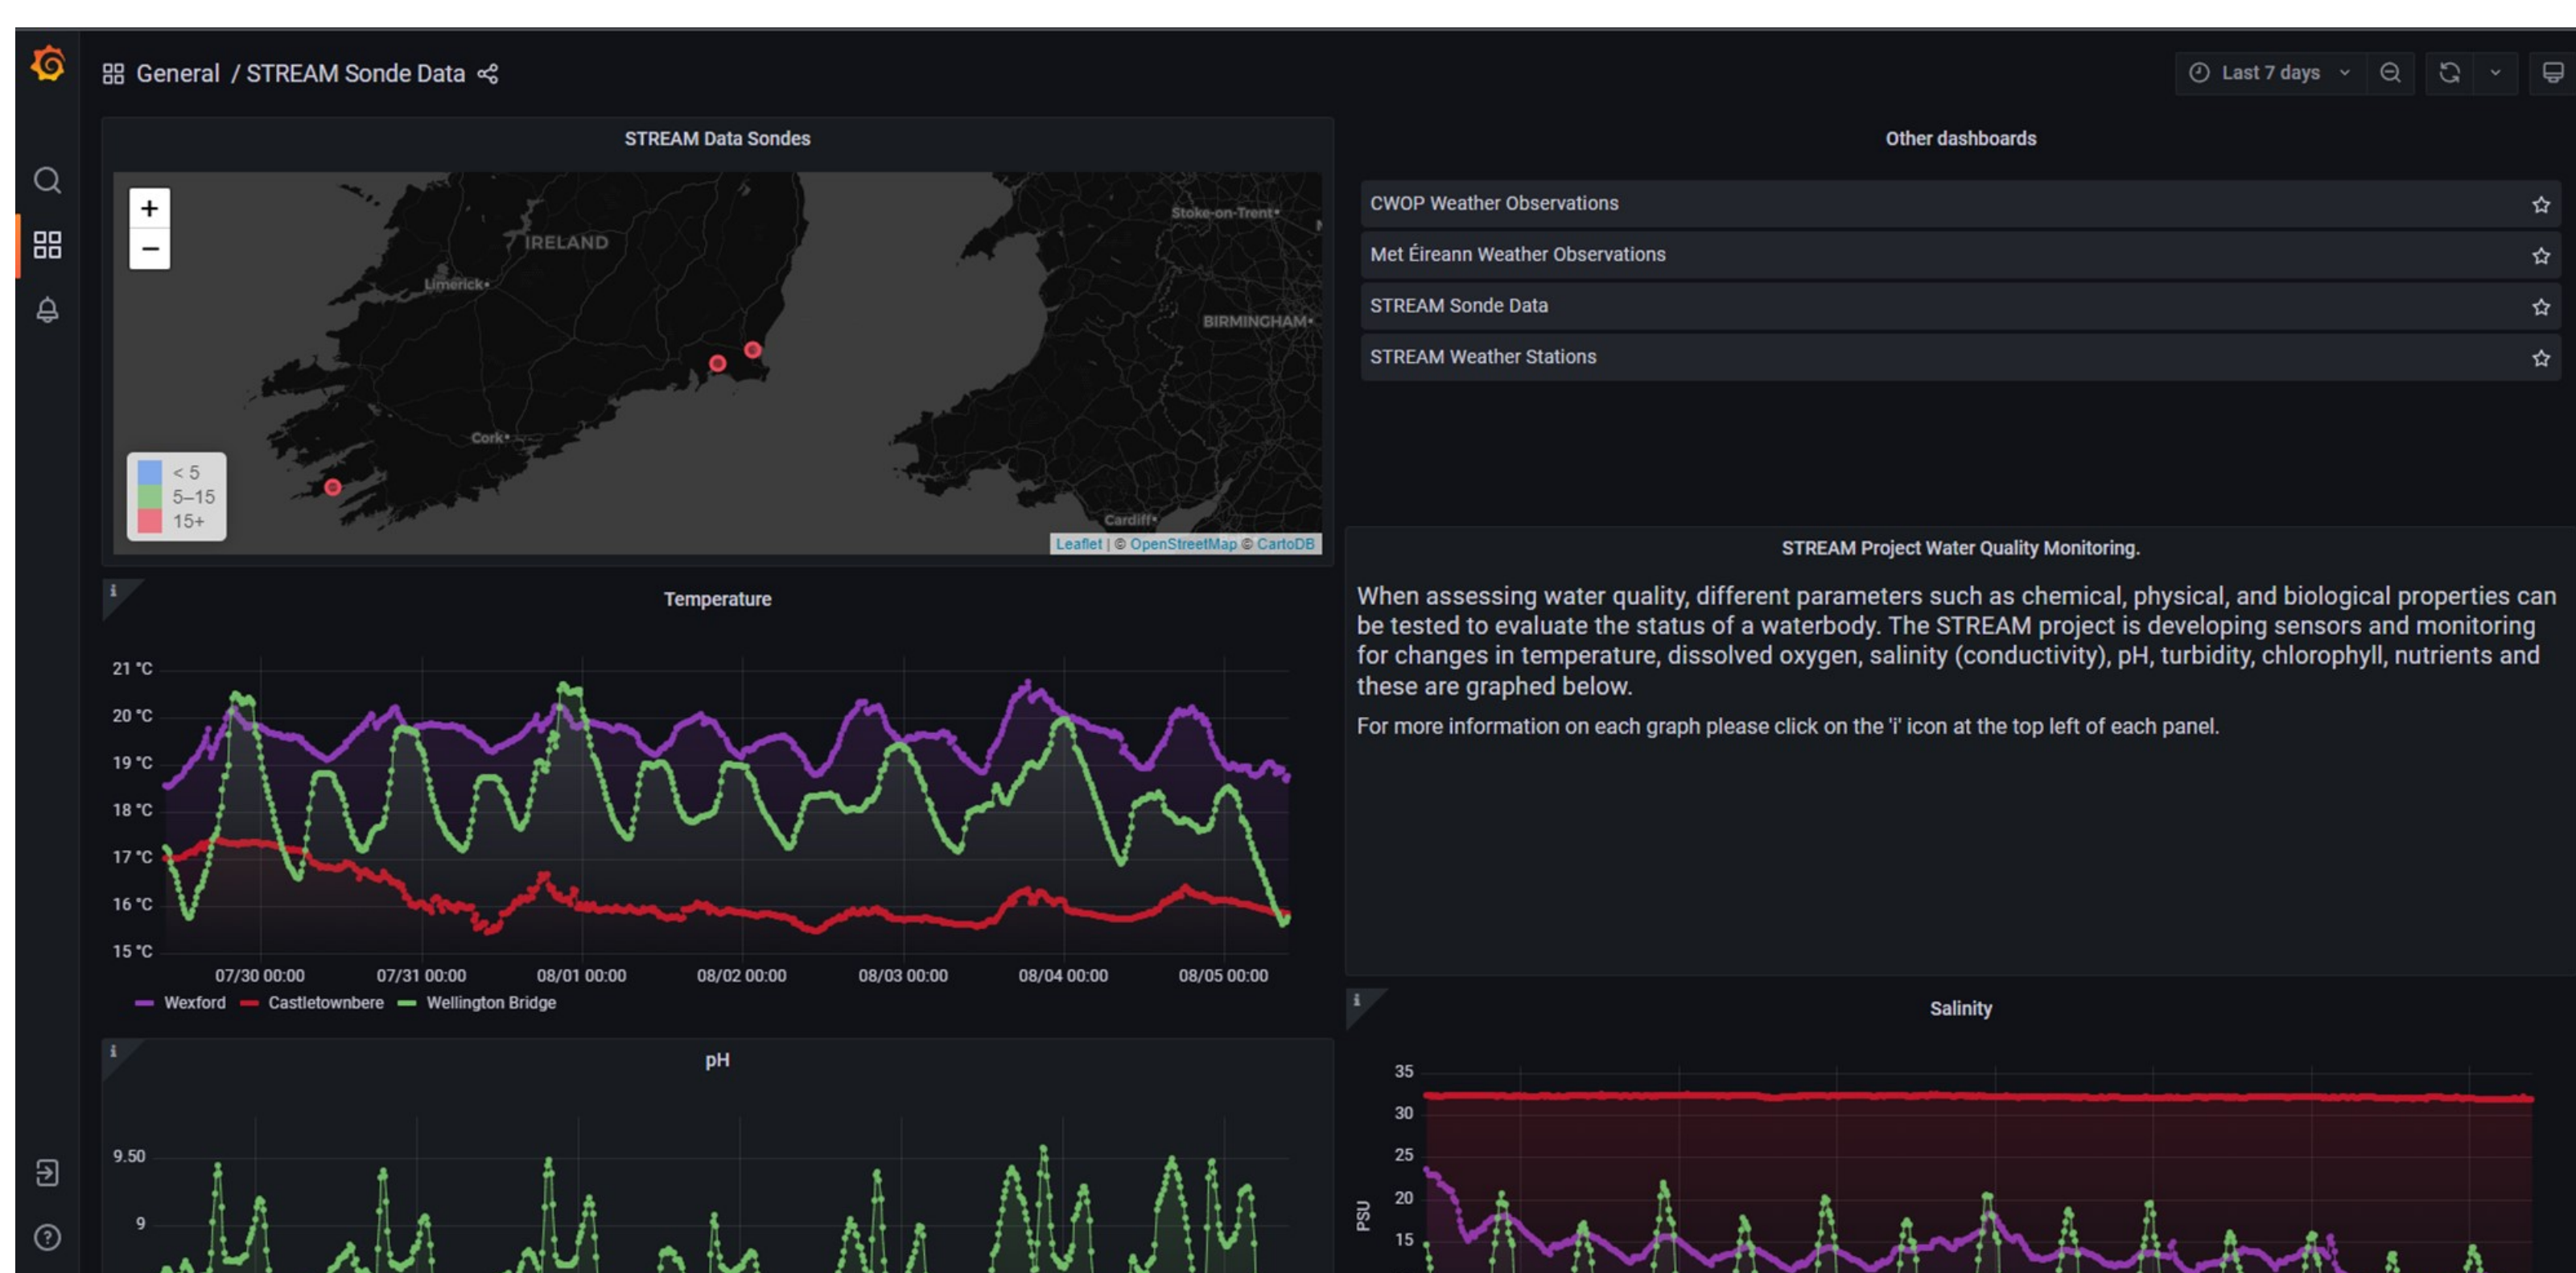 General / STREAM Sonde Data
Last 7 days
STREAM Data Sondes
+
−
IRELAND
Limerick
Cork
Stoke-on-Trent
BIRMINGHAM
Cardiff
< 5
5–15
15+
Leaflet | © OpenStreetMap © CartoDB
Other dashboards
CWOP Weather Observations
Met Éireann Weather Observations
STREAM Sonde Data
STREAM Weather Stations
STREAM Project Water Quality Monitoring.
When assessing water quality, different parameters such as chemical, physical, and biological properties can
be tested to evaluate the status of a waterbody. The STREAM project is developing sensors and monitoring
for changes in temperature, dissolved oxygen, salinity (conductivity), pH, turbidity, chlorophyll, nutrients and
these are graphed below.
For more information on each graph please click on the 'i' icon at the top left of each panel.
i
Temperature
21 °C
20 °C
19 °C
18 °C
17 °C
16 °C
15 °C
07/30 00:00 07/31 00:00 08/01 00:00 08/02 00:00 08/03 00:00 08/04 00:00 08/05 00:00
Wexford Castletownbere Wellington Bridge
i
pH
9.50
9
i
Salinity
35
30
25
20
15
PSU